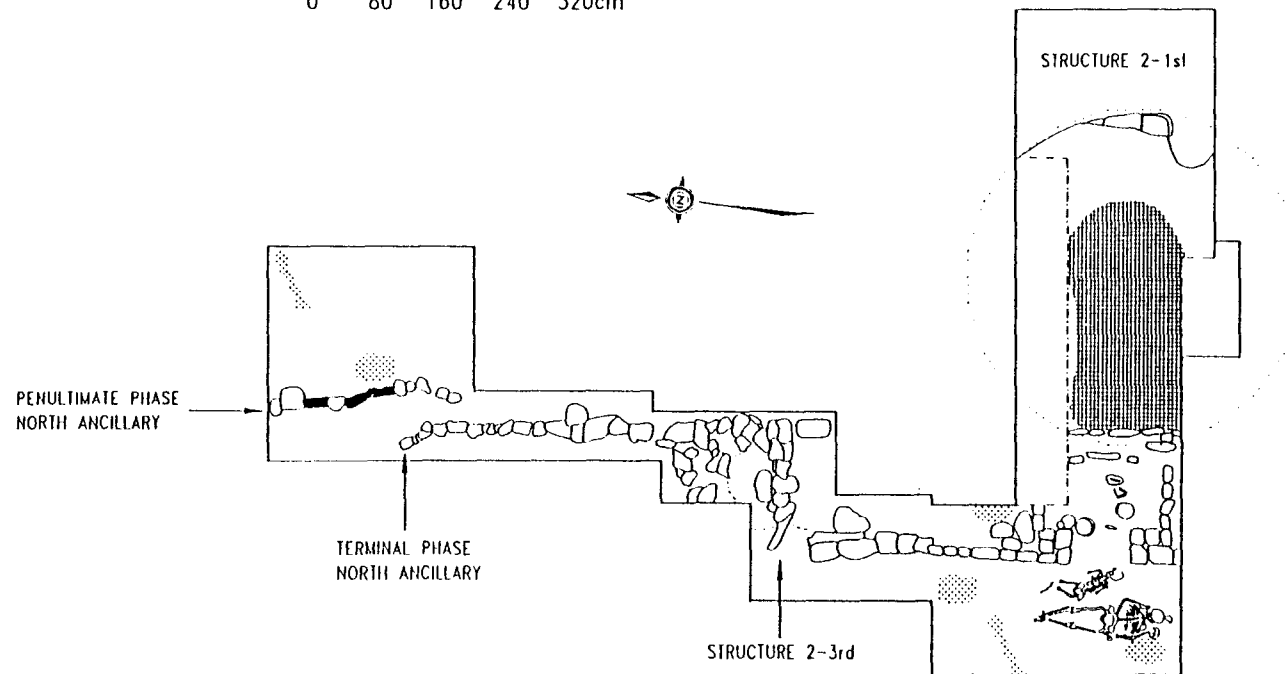 0 80 160 240 320cm
STRUCTURE 2-1st
Z
PENULTIMATE PHASE
NORTH ANCILLARY
TERMINAL PHASE
NORTH ANCILLARY
STRUCTURE 2-3rd